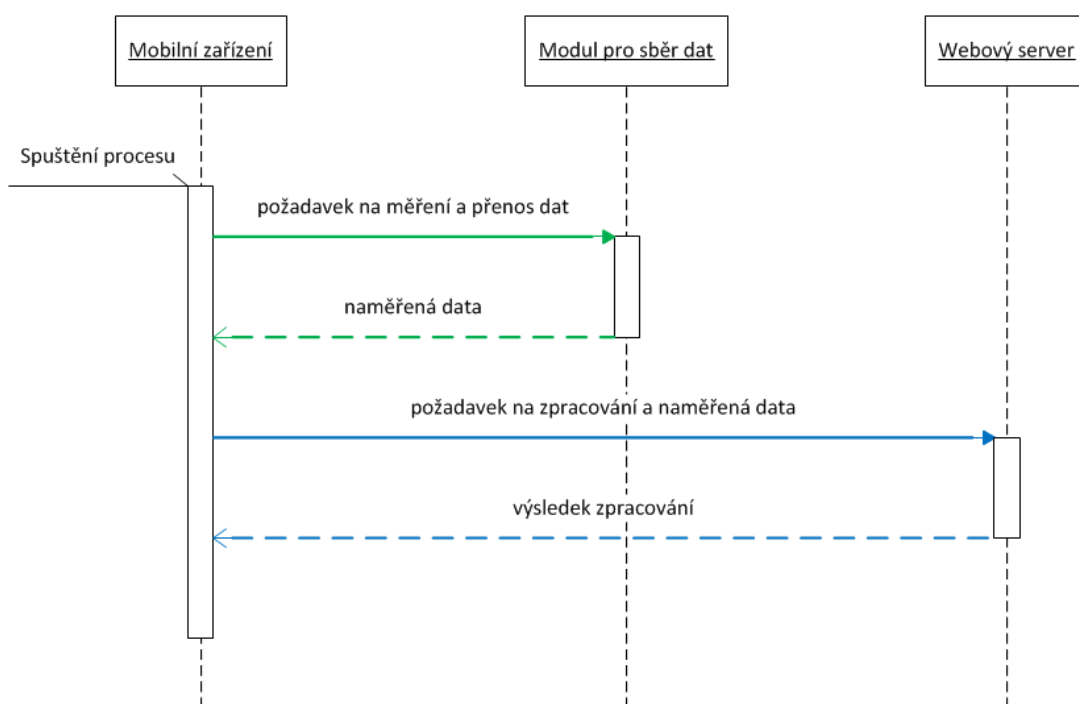 Mobilní zařízení
Modul pro sběr dat
Webový server
Spuštění procesu
požadavek na měření a přenos dat
naměřená data
požadavek na zpracování a naměřená data
výsledek zpracování